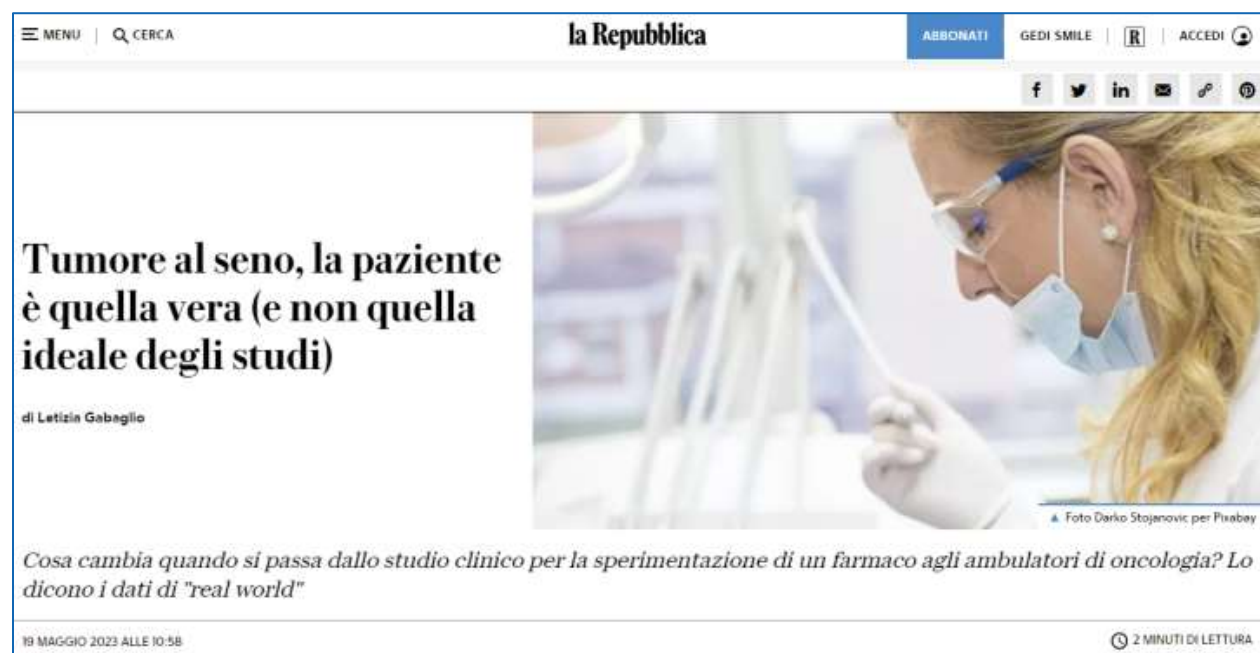 MENU | CERCA
la Repubblica
ABBONATI
GEDI SMILE | R | ACCEDI
f in
Tumore al seno, la paziente
è quella vera (e non quella
ideale degli studi)
di Letizia Gabaglio
Foto Darko Stojanovic per Pixabay
Cosa cambia quando si passa dallo studio clinico per la sperimentazione di un farmaco agli ambulatori di oncologia? Lo
dicono i dati di "real world"
19 MAGGIO 2023 ALLE 10:58
2 MINUTI DI LETTURA